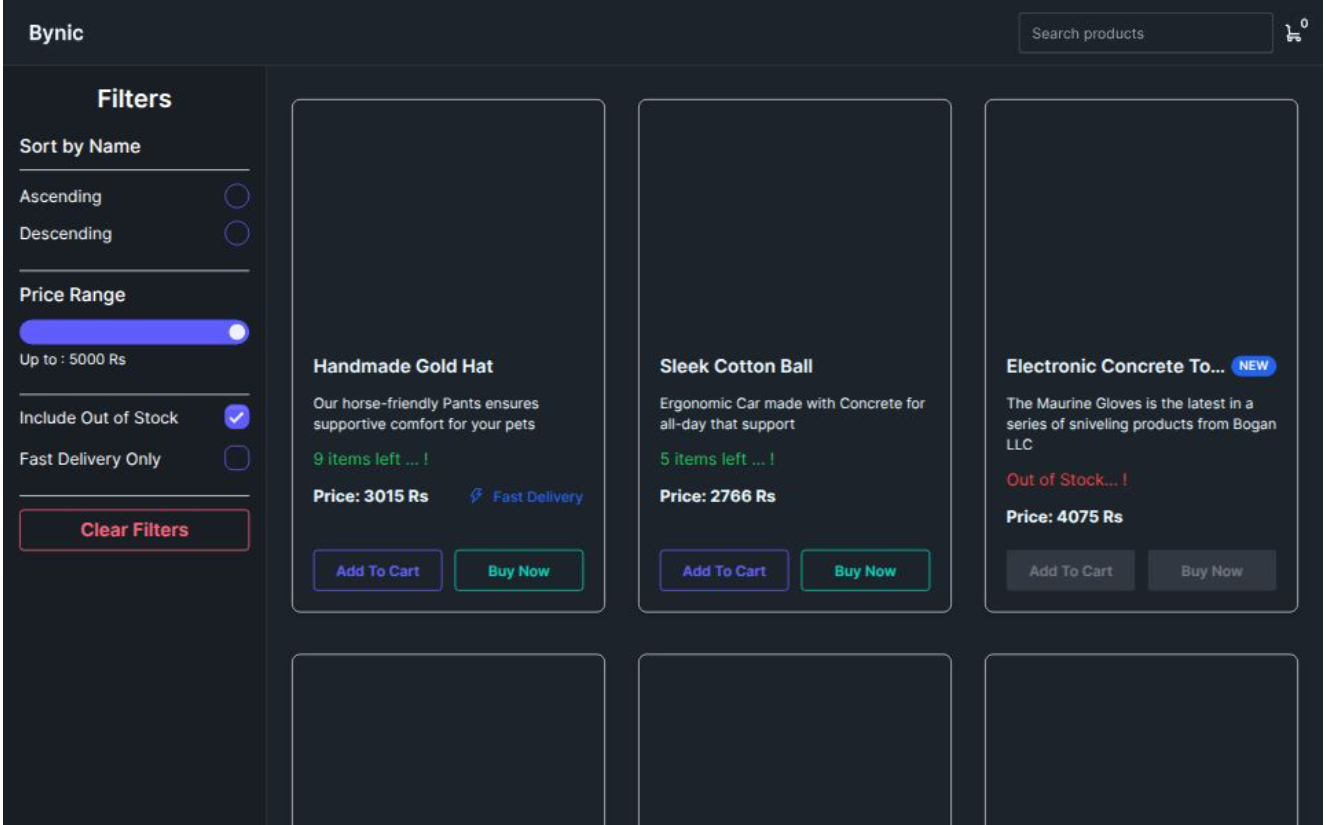 Bynic
Search products
0
Filters
Sort by Name
Ascending
Descending
Price Range
Up to : 5000 Rs
Include Out of Stock
Fast Delivery Only
Clear Filters
Handmade Gold Hat
Our horse-friendly Pants ensures
supportive comfort for your pets
9 items left ... !
Price: 3015 Rs
Fast Delivery
Add To Cart
Buy Now
Sleek Cotton Ball
Ergonomic Car made with Concrete for
all-day that support
5 items left ... !
Price: 2766 Rs
Add To Cart
Buy Now
Electronic Concrete To... NEW
The Maurine Gloves is the latest in a
series of sniveling products from Bogan
LLC
Out of Stock... !
Price: 4075 Rs
Add To Cart
Buy Now